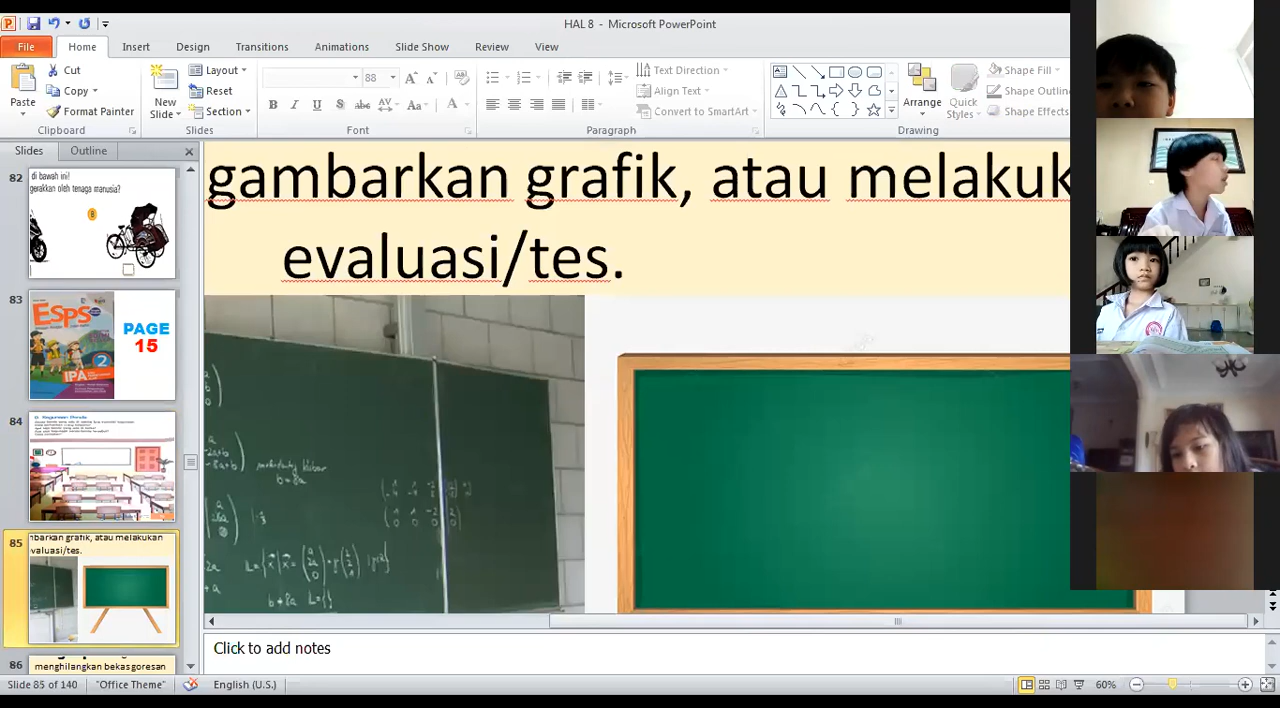 HAL 8 - Microsoft PowerPoint
File Home Insert Design Transitions Animations Slide Show Review View
Cut
Copy
Format Painter
Paste
Clipboard
New
Slide
Layout
Reset
Section
Slides
88
Font
Paragraph
Text Direction
Align Text
Convert to SmartArt
Arrange
Quick
Styles
Shape Fill
Shape Outline
Shape Effects
Drawing
Slides Outline
82
di bawah ini!
gerakkan oleh tenaga manusia?
B
83
ESPS
IPA
2
PAGE
15
84
85
mbarkan grafik, atau melakukan
valuasi/tes.
86
menghilangkan bekas goresan
gambarkan grafik, atau melakuk
evaluasi/tes.
Click to add notes
Slide 85 of 140 "Office Theme" English (U.S.) 60%